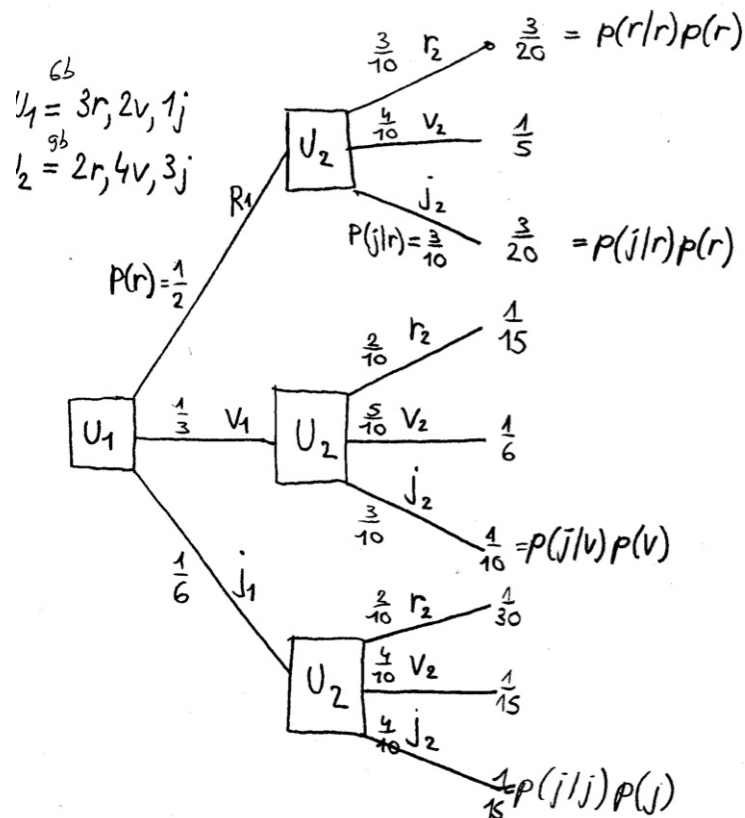 3/10 r₂ 3/20 = p(r/r)p(r)
6b
U₁ = 3r, 2v, 1j
9b
U₂ = 2r, 4v, 3j
U₂
4/10 V₂ 1/5
R₁
j₂
P(j|r) = 3/10 3/20 = p(j/r)p(r)
P(r) = 1/2
2/10 r₂ 1/15
U₁
1/3 V₁
U₂
5/10 V₂ 1/6
j₂
3/10 1/10 = p(j/v)p(v)
1/6 j₁
2/10 r₂ 1/30
U₂
4/10 V₂ 1/15
4/10 j₂
1/15 = p(j/j)p(j)